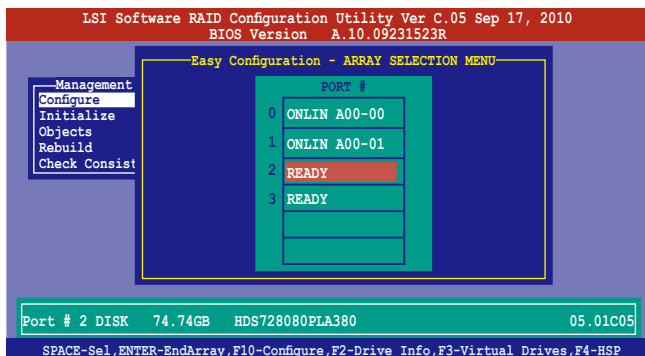 LSI Software RAID Configuration Utility Ver C.05 Sep 17, 2010
BIOS Version A.10.09231523R
Easy Configuration - ARRAY SELECTION MENU
Management
Configure
Initialize
Objects
Rebuild
Check Consist
PORT #
0 ONLIN A00-00
1 ONLIN A00-01
2 READY
3 READY
Port # 2 DISK 74.74GB HDS728080PLA380 05.01C05
SPACE-Sel,ENTER-EndArray,F10-Configure,F2-Drive Info,F3-Virtual Drives,F4-HSP